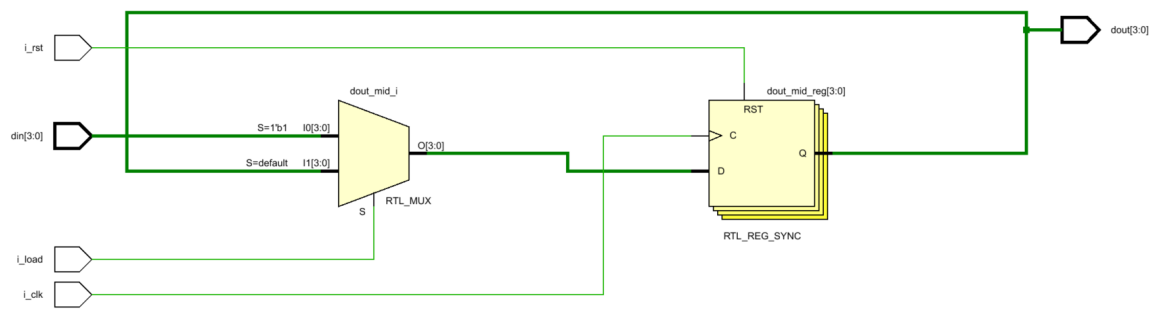 dout[3:0]
i_rst
dout_mid_i
dout_mid_reg[3:0]
RST
din[3:0]
S=1'b1 I0[3:0]
C
O[3:0]
Q
S=default I1[3:0]
D
S
RTL_MUX
RTL_REG_SYNC
i_load
i_clk